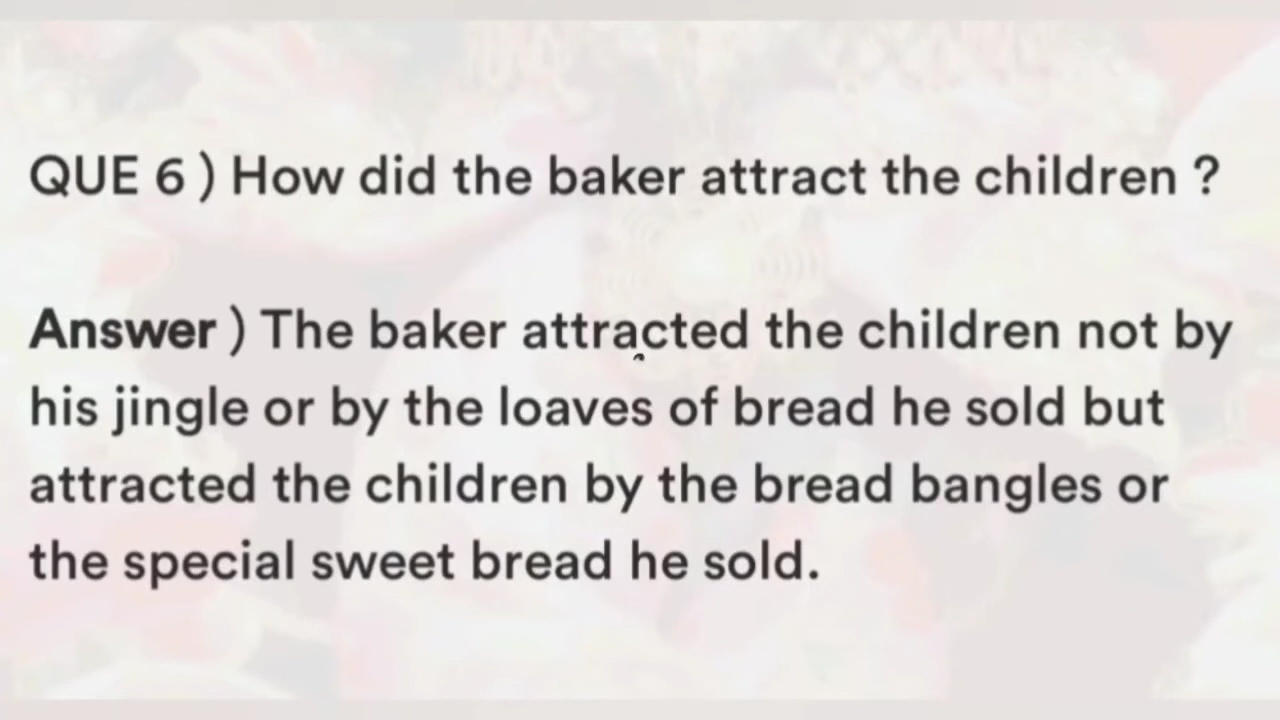 QUE 6 ) How did the baker attract the children ?
Answer ) The baker attracted the children not by
his jingle or by the loaves of bread he sold but
attracted the children by the bread bangles or
the special sweet bread he sold.